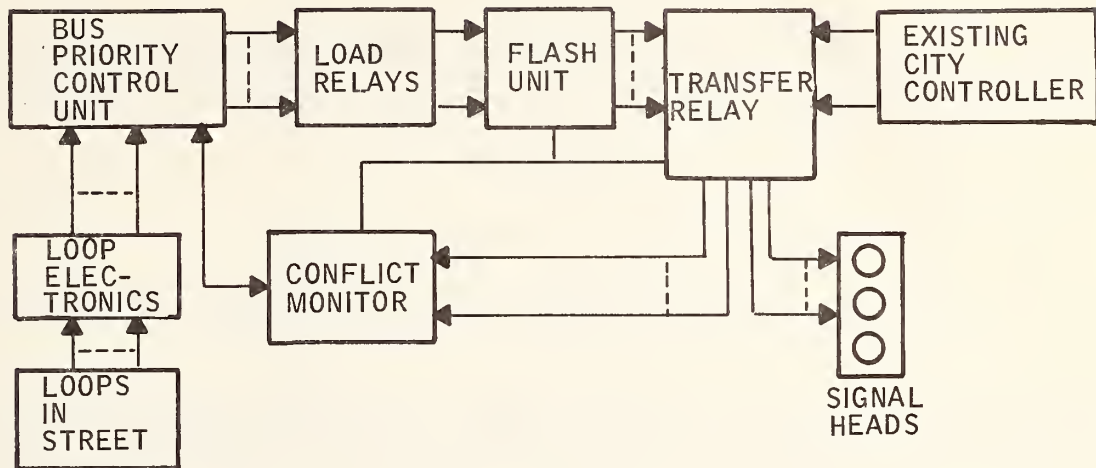 BUS
PRIORITY
CONTROL
UNIT
LOAD
RELAYS
FLASH
UNIT
TRANSFER
RELAY
EXISTING
CITY
CONTROLLER
LOOP
ELEC-
TRONICS
CONFLICT
MONITOR
LOOPS
IN
STREET
SIGNAL
HEADS